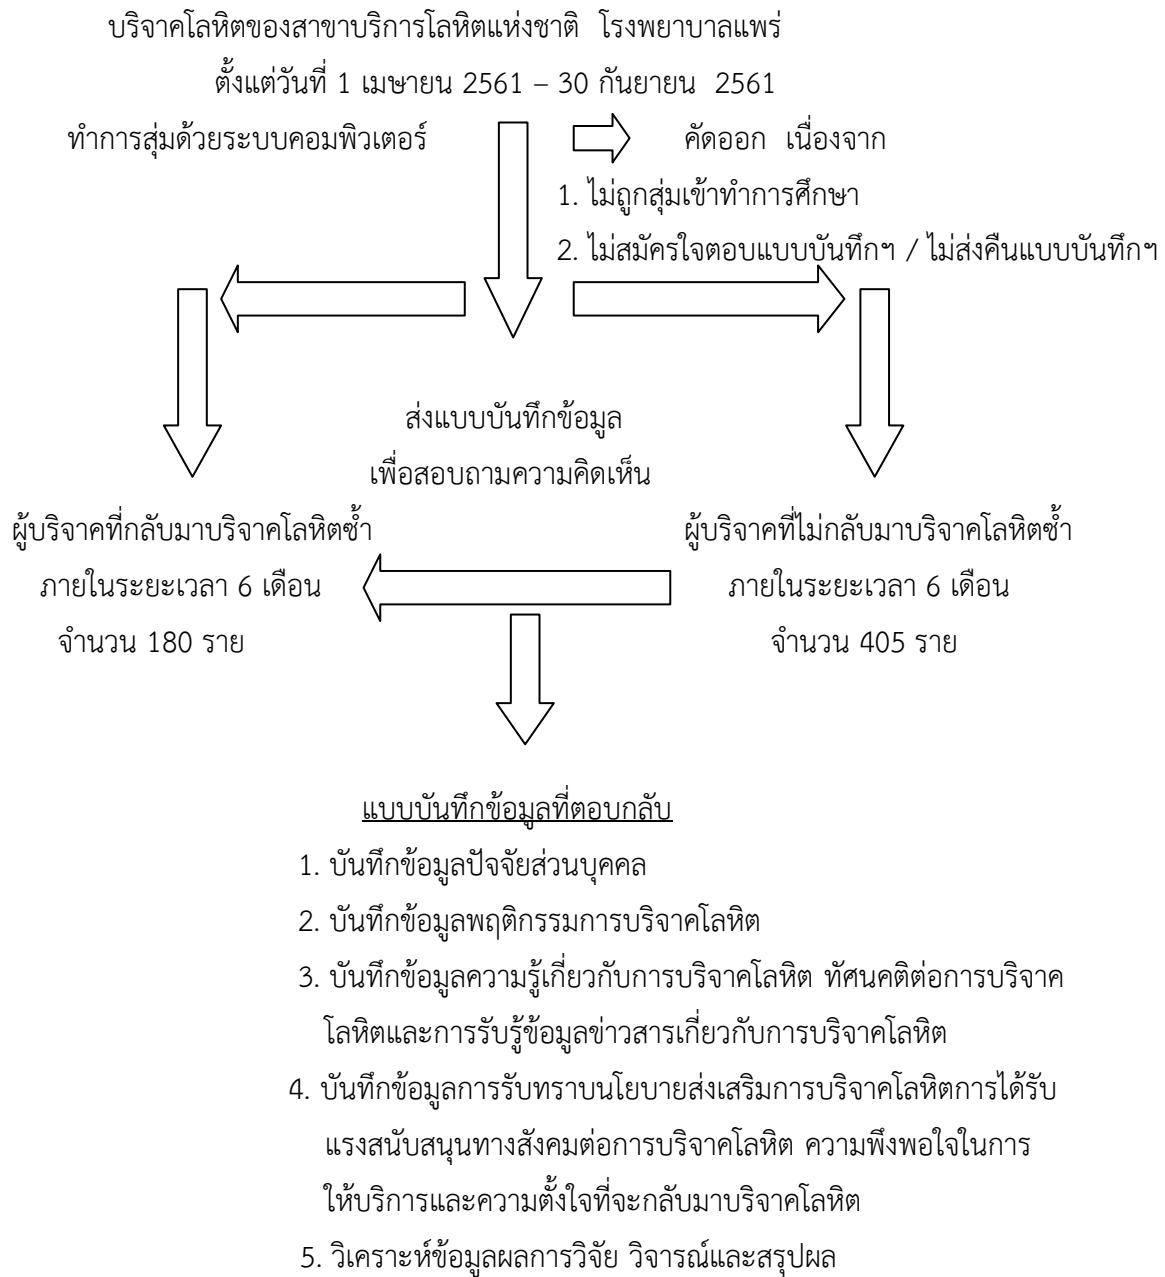 บริจาคโลหิตของสาขาบริการโลหิตแห่งชาติ โรงพยาบาลแพร่
ตั้งแต่วันที่ 1 เมษายน 2561 – 30 กันยายน 2561
ทำการสุ่มด้วยระบบคอมพิวเตอร์
คัดออก เนื่องจาก
1. ไม่ถูกสุ่มเข้าทำการศึกษา
2. ไม่สมัครใจตอบแบบบันทึกฯ / ไม่ส่งคืนแบบบันทึกฯ
ส่งแบบบันทึกข้อมูล
เพื่อสอบถามความคิดเห็น
ผู้บริจาคที่กลับมาบริจาคโลหิตซ้ำ
ภายในระยะเวลา 6 เดือน
จำนวน 180 ราย
ผู้บริจาคที่ไม่กลับมาบริจาคโลหิตซ้ำ
ภายในระยะเวลา 6 เดือน
จำนวน 405 ราย
แบบบันทึกข้อมูลที่ตอบกลับ
1. บันทึกข้อมูลปัจจัยส่วนบุคคล
2. บันทึกข้อมูลพฤติกรรมการบริจาคโลหิต
3. บันทึกข้อมูลความรู้เกี่ยวกับการบริจาคโลหิต ทัศนคติต่อการบริจาค
โลหิตและการรับรู้ข้อมูลข่าวสารเกี่ยวกับการบริจาคโลหิต
4. บันทึกข้อมูลการรับทราบนโยบายส่งเสริมการบริจาคโลหิตการได้รับ
แรงสนับสนุนทางสังคมต่อการบริจาคโลหิต ความพึงพอใจในการ
ให้บริการและความตั้งใจที่จะกลับมาบริจาคโลหิต
5. วิเคราะห์ข้อมูลผลการวิจัย วิจารณ์และสรุปผล